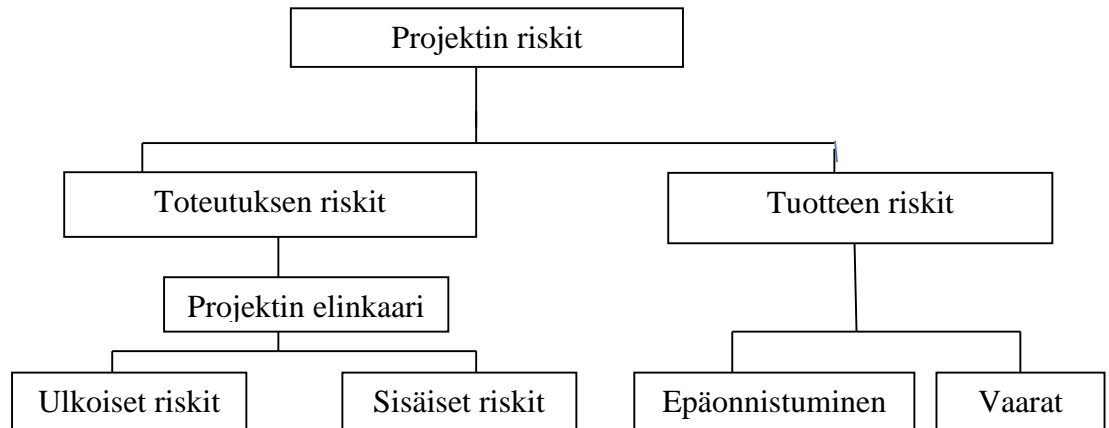 Projektin riskit
Toteutuksen riskit
Tuotteen riskit
Projektin elinkaari
Ulkoiset riskit
Sisäiset riskit
Epäonnistuminen
Vaarat